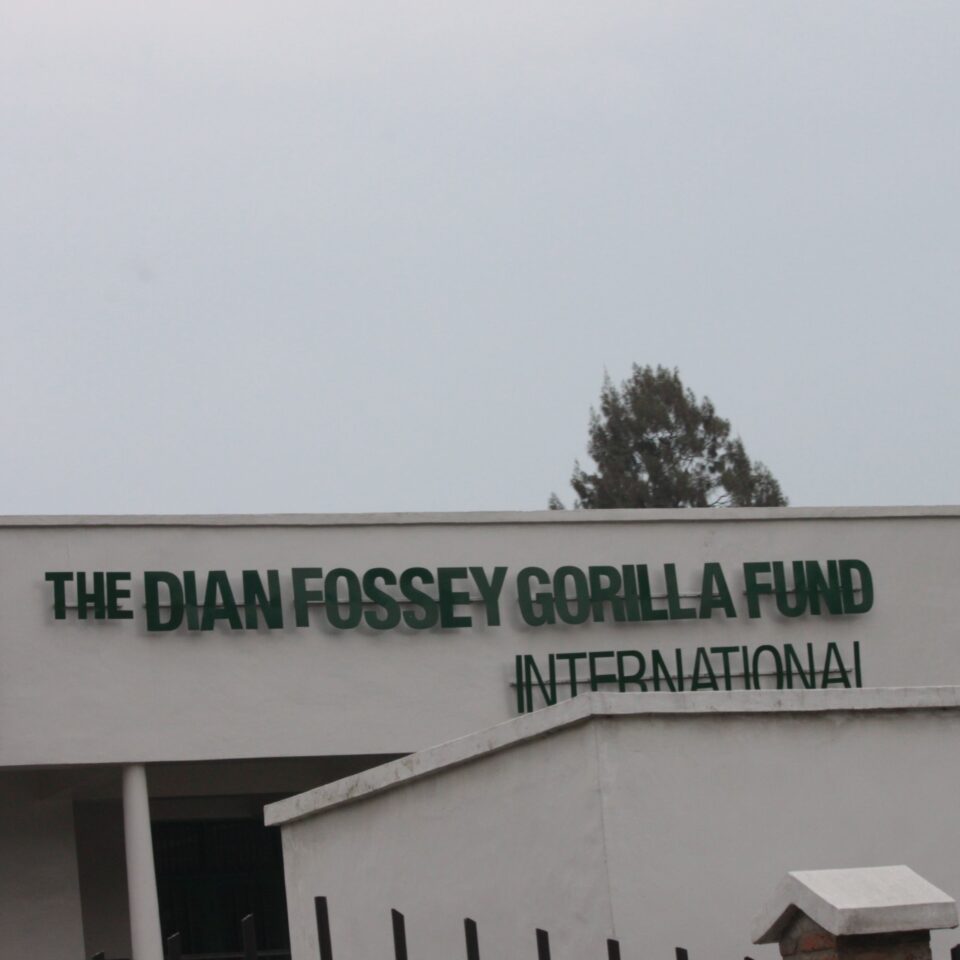 THE DIAN FOSSEY GORILLA FUND
INTERNATIONAL